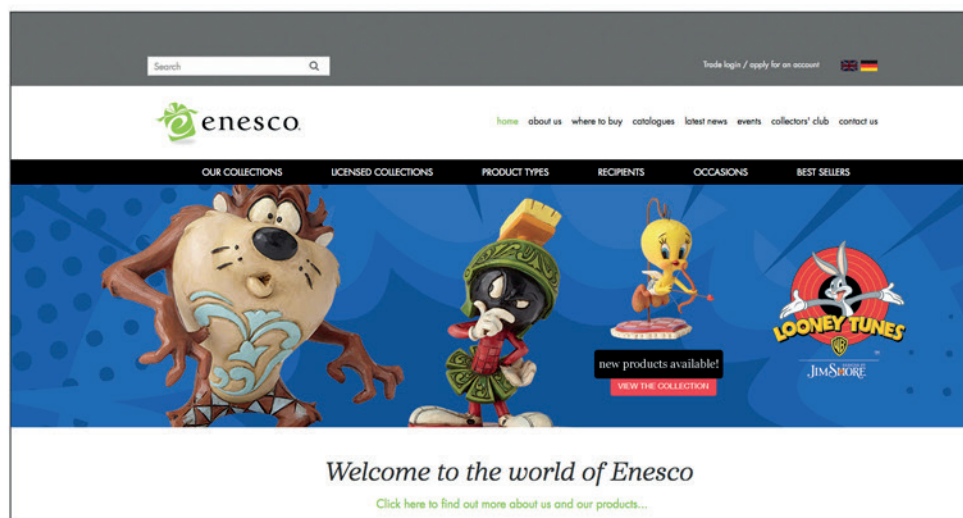 Search
Trade login / apply for an account
enesco.
home about us where to buy catalogues latest news events collectors' club contact us
OUR COLLECTIONS LICENSED COLLECTIONS PRODUCT TYPES RECIPIENTS OCCASIONS BEST SELLERS
LOONEY TUNES
WB
new products available!
JIM SHORE
VIEW THE COLLECTION
Welcome to the world of Enesco
Click here to find out more about us and our products...